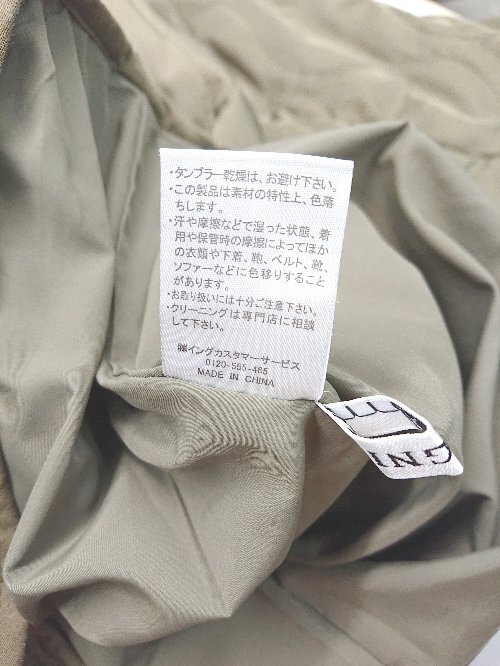 ・タンブラー乾燥は、お避け下さい。
・この製品は素材の特性上、色落
ちします。
・汗や摩擦などで湿った状態、着
用や保管時の摩擦によってほか
の衣類や下着、鞄、ベルト、靴、
ソファーなどに色移りすること
があります。
・お取り扱いには十分ご注意下さい。
・クリーニングは専門店に相談
して下さい。
㈱イングカスタマーサービス
0120-565-465
MADE IN CHINA
ING